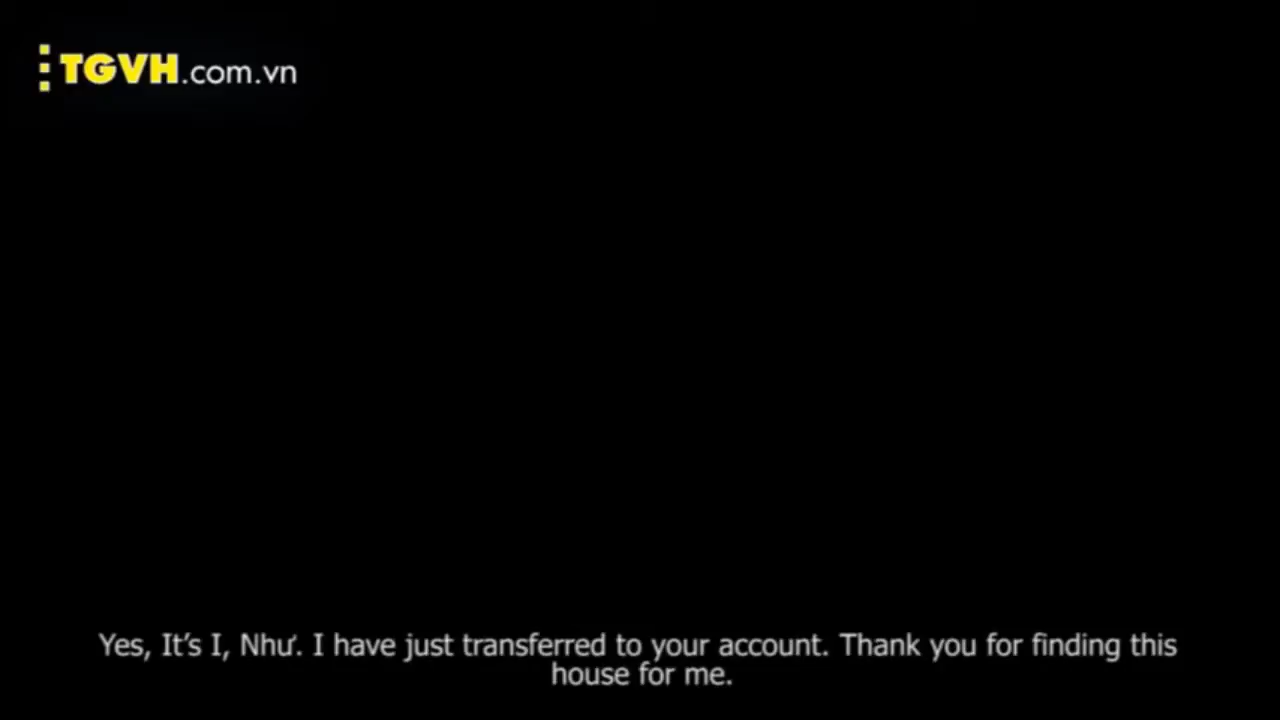 TGVH.com.vn
Yes, It's I, Như. I have just transferred to your account. Thank you for finding this
house for me.